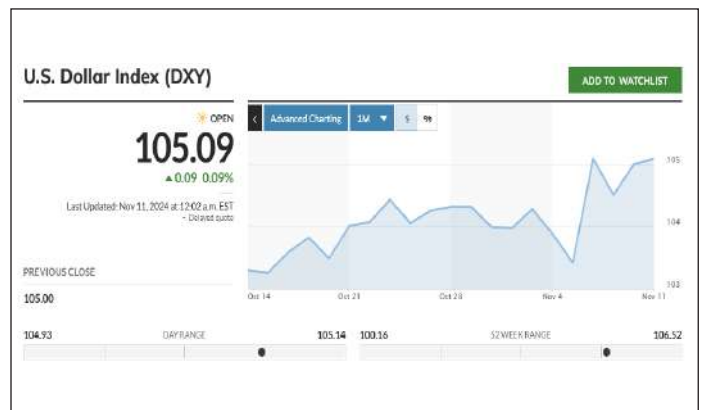 U.S. Dollar Index (DXY)
ADD TO WATCHLIST
OPEN
105.09
▲0.09 0.09%
Last Updated: Nov 11, 2024 at 12:02 a.m. EST
- Delayed quote
PREVIOUS CLOSE
105.00
< Advanced Charting 1M ▼ $ %
105
104
103
Oct 14 Oct 21 Oct 28 Nov 4 Nov 11
104.93 DAY RANGE 105.14
100.16 52 WEEK RANGE 106.52